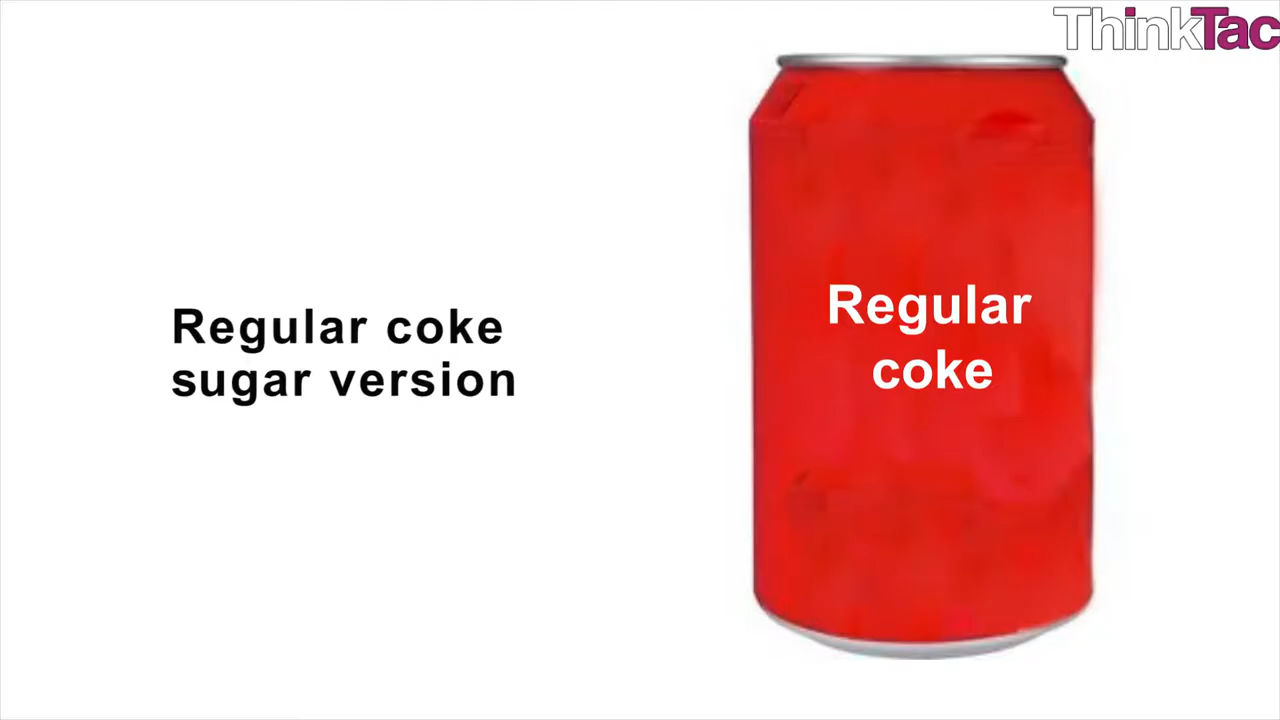 ThinkTac
Regular coke
sugar version
Regular
coke